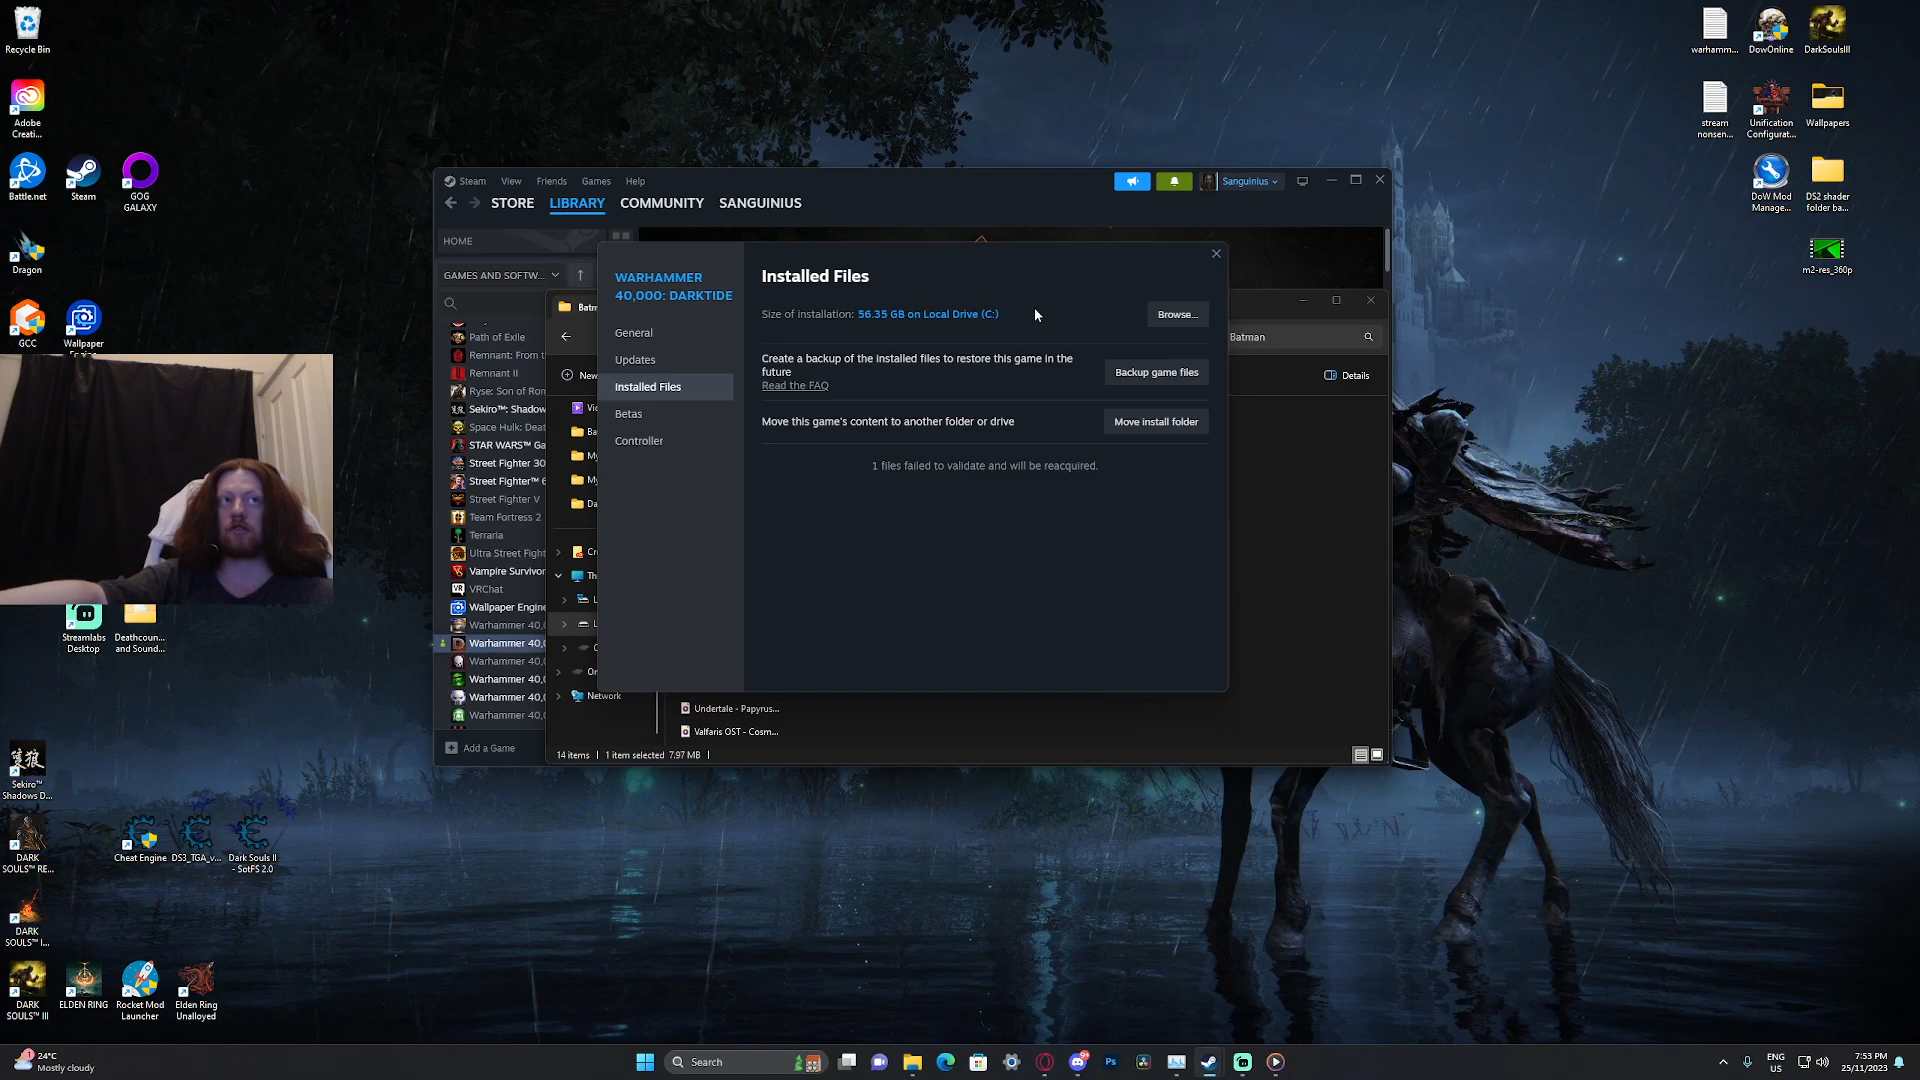 Recycle Bin
Adobe
Creati...
Battle.net
Steam
GOG
GALAXY
Dragon
GCC
Wallpaper
Streamlabs
Desktop
Deathcoun...
and Sound...
Sekiro™
Shadows D...
DARK
SOULS™ RE...
Cheat Engine
DS3_TGA_v...
Dark Souls II
- SotFS 2.0
DARK
SOULS™ I...
DARK
SOULS™ III
ELDEN RING
Rocket Mod
Launcher
Elden Ring
Unalloyed
warhamm...
DowOnline
DarkSoulsIII
stream
nonsen...
Unification
Configurat...
Wallpapers
DoW Mod
Manage...
DS2 shader
folder ba...
m2-res_360p
Steam View Friends Games Help
Sanguinius
STORE LIBRARY COMMUNITY SANGUINIUS
HOME
GAMES AND SOFTW...
Path of Exile
Remnant: From t
Remnant II
Ryse: Son of Rom
Sekiro™: Shadow
Space Hulk: Deat
STAR WARS™ Ga
Street Fighter 30
Street Fighter™ 6
Street Fighter V
Team Fortress 2
Terraria
Ultra Street Fight
Vampire Survivor
VRChat
Wallpaper Engine
Warhammer 40,0
Warhammer 40,0
Warhammer 40,0
Warhammer 40,0
Warhammer 40,0
Warhammer 40,0
Add a Game
Batm
New
Batman
Details
Network
Undertale - Papyrus...
Valfaris OST - Cosm...
14 items 1 item selected 7.97 MB
WARHAMMER
40,000: DARKTIDE
General
Updates
Installed Files
Betas
Controller
Installed Files
Size of installation: 56.35 GB on Local Drive (C:)
Browse...
Create a backup of the installed files to restore this game in the
future
Read the FAQ
Backup game files
Move this game's content to another folder or drive
Move install folder
1 files failed to validate and will be reacquired.
1
24°C
Mostly cloudy
Search
ENG
US
7:53 PM
25/11/2023